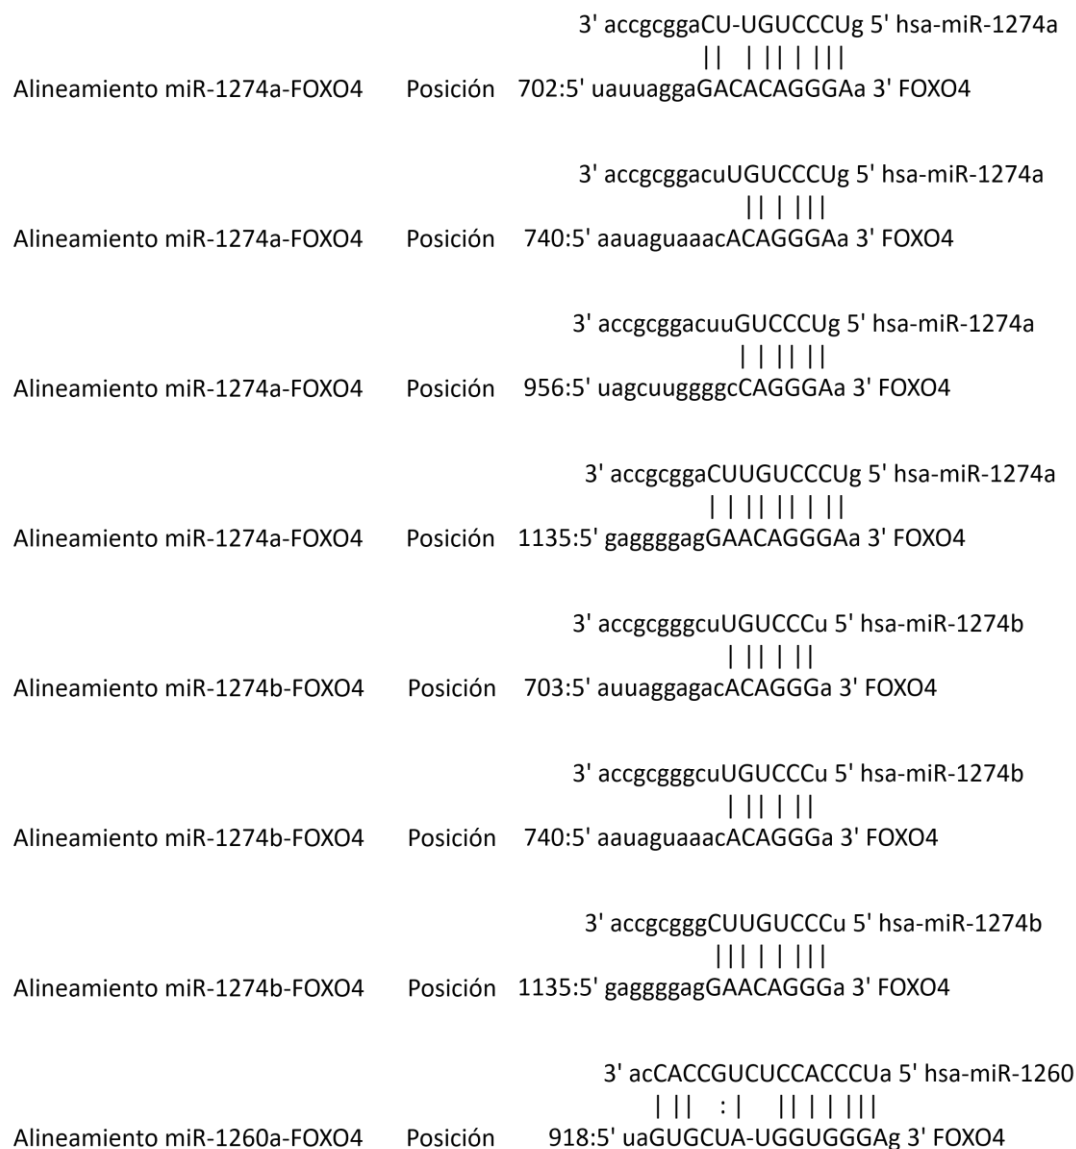 3' accgcggaCU-UGUCCCUg 5' hsa-miR-1274a
|| | || | |||
Alineamiento miR-1274a-FOXO4 Posición 702:5' uauuaggaGACACAGGGAa 3' FOXO4
3' accgcggacuUGUCCCUg 5' hsa-miR-1274a
|| | |||
Alineamiento miR-1274a-FOXO4 Posición 740:5' aauaguaaacACAGGGAa 3' FOXO4
3' accgcggacuuGUCCCUg 5' hsa-miR-1274a
| | || ||
Alineamiento miR-1274a-FOXO4 Posición 956:5' uagcuuggggcCAGGGAa 3' FOXO4
3' accgcggaCUUGUCCCUg 5' hsa-miR-1274a
| | || || | ||
Alineamiento miR-1274a-FOXO4 Posición 1135:5' gaggggagGAACAGGGAa 3' FOXO4
3' accgcgggcuUGUCCCu 5' hsa-miR-1274b
| || | ||
Alineamiento miR-1274b-FOXO4 Posición 703:5' auuaggagacACAGGGa 3' FOXO4
3' accgcgggcuUGUCCCu 5' hsa-miR-1274b
| || | ||
Alineamiento miR-1274b-FOXO4 Posición 740:5' aauaguaaacACAGGGa 3' FOXO4
3' accgcgggCUUGUCCCu 5' hsa-miR-1274b
||| | | |||
Alineamiento miR-1274b-FOXO4 Posición 1135:5' gaggggagGAACAGGGa 3' FOXO4
3' acCACCGUCUCCACCCUa 5' hsa-miR-1260
| || : | || | | |||
Alineamiento miR-1260a-FOXO4 Posición 918:5' uaGUGCUA-UGGUGGGAg 3' FOXO4